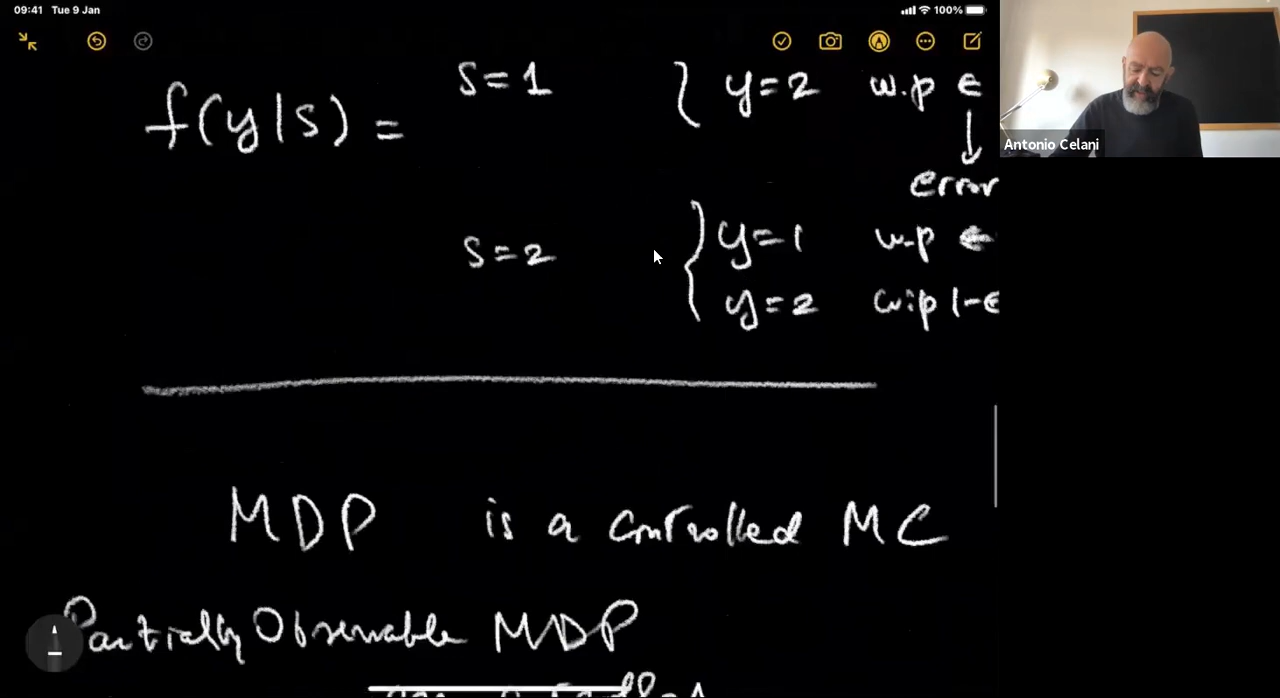 09:41 Tue 9 Jan 100%
s=1 } y=2 w.p ϵ
f(y|s) =
↓
error
Antonio Celani
s=2 { y=1 w.p ϵ
y=2 w.p 1-ϵ
MDP is a controlled MC
Partially Observable MDP